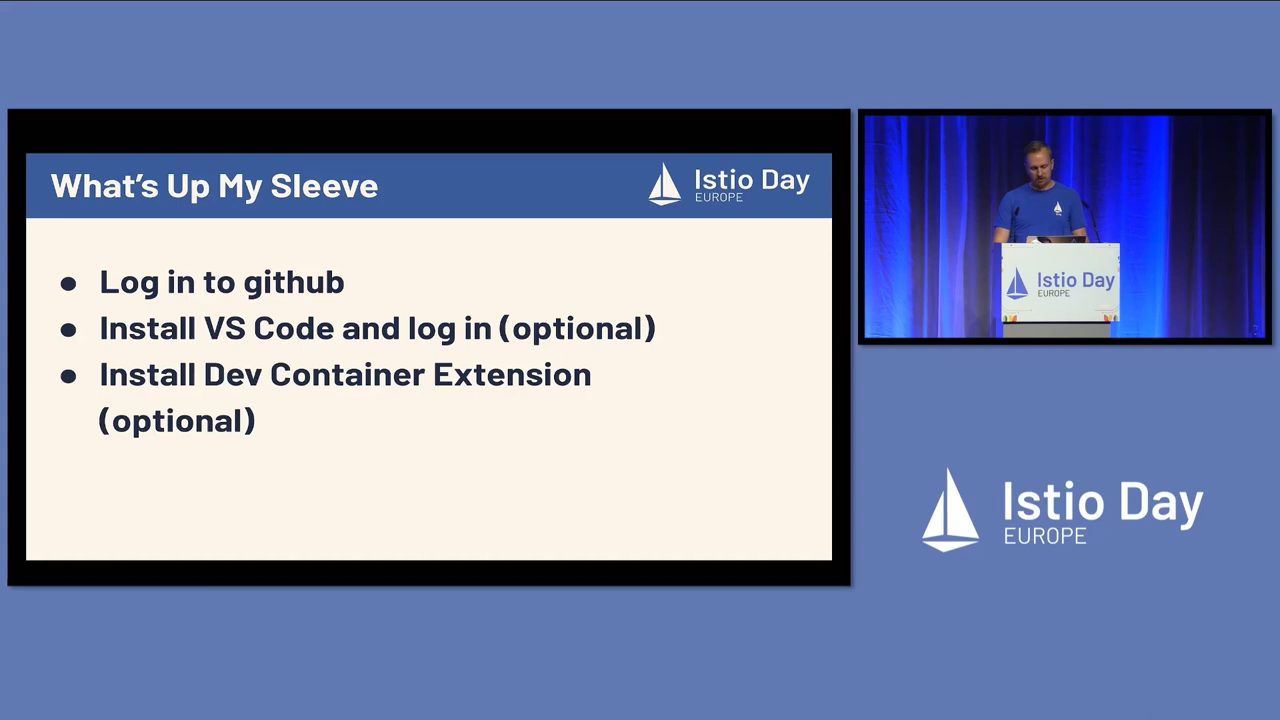 What's Up My Sleeve
Istio Day
EUROPE
● Log in to github
● Install VS Code and log in (optional)
● Install Dev Container Extension
(optional)
Istio Day
EUROPE
Istio Day
EUROPE